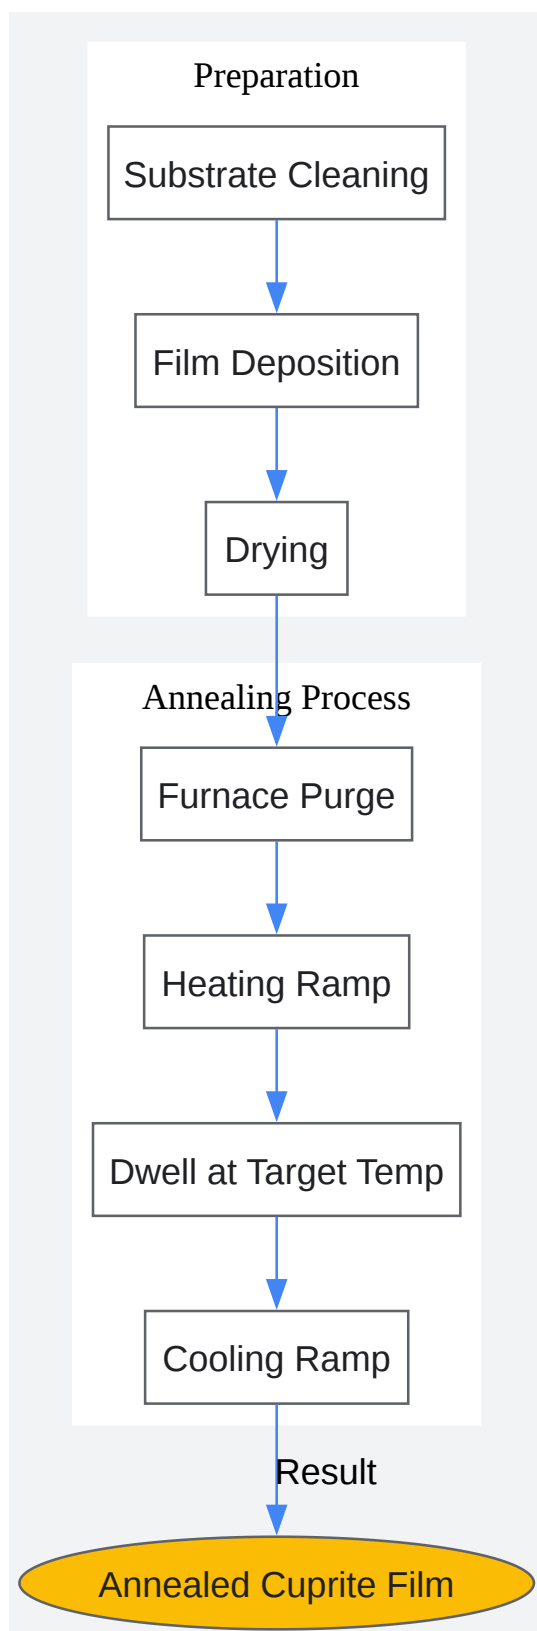 Preparation
Substrate Cleaning
Film Deposition
Drying
Annealing Process
Furnace Purge
Heating Ramp
Dwell at Target Temp
Cooling Ramp
Result
Annealed Cuprite Film